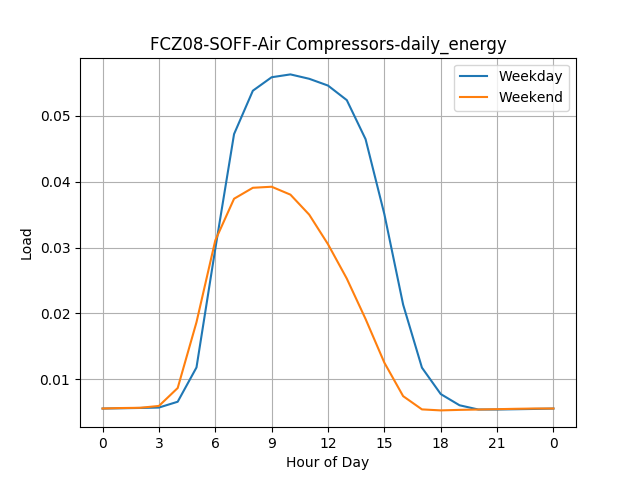 FCZ08-SOFF-Air Compressors-daily_energy
Weekday
Weekend
Load
0.05
0.04
0.03
0.02
0.01
0 3 6 9 12 15 18 21 0
Hour of Day